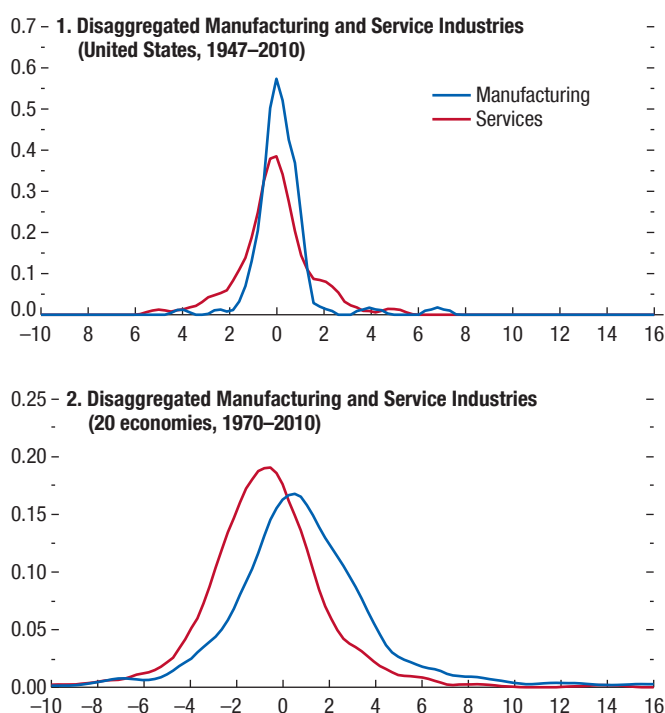 1. Disaggregated Manufacturing and Service Industries
(United States, 1947–2010)
Manufacturing
Services
0.7
0.6
0.5
0.4
0.3
0.2
0.1
0.0
–10 8 6 4 2 0 2 4 6 8 10 12 14 16
2. Disaggregated Manufacturing and Service Industries
(20 economies, 1970–2010)
0.25
0.20
0.15
0.10
0.05
0.00
–10 –8 –6 –4 –2 0 2 4 6 8 10 12 14 16